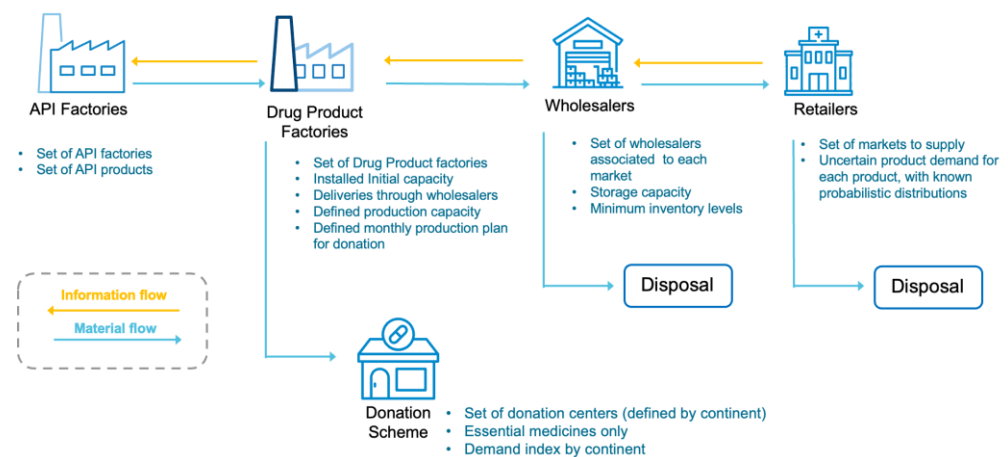 API Factories
Drug Product
Factories
Wholesalers
Retailers
• Set of API factories
• Set of API products
• Set of Drug Product factories
• Installed Initial capacity
• Deliveries through wholesalers
• Defined production capacity
• Defined monthly production plan
for donation
• Set of wholesalers
associated to each
market
• Storage capacity
• Minimum inventory levels
• Set of markets to supply
• Uncertain product demand for
each product, with known
probabilistic distributions
Information flow
Material flow
Disposal
Disposal
Donation
Scheme
• Set of donation centers (defined by continent)
• Essential medicines only
• Demand index by continent